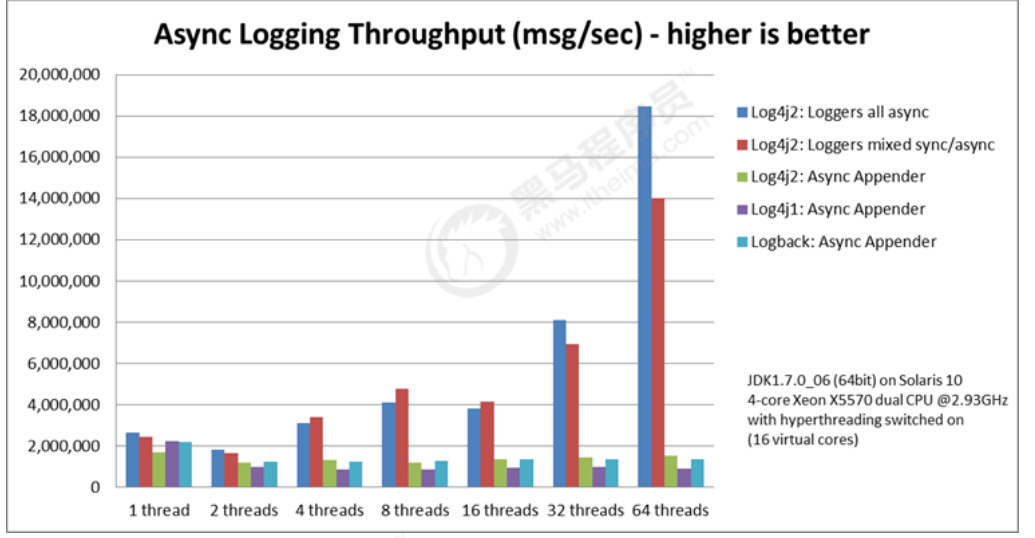 Async Logging Throughput (msg/sec) - higher is better
20,000,000
18,000,000
16,000,000
14,000,000
12,000,000
10,000,000
8,000,000
6,000,000
4,000,000
2,000,000
0
1 thread
2 threads
4 threads
8 threads
16 threads
32 threads
64 threads
Log4j2: Loggers all async
Log4j2: Loggers mixed sync/async
Log4j2: Async Appender
Log4j1: Async Appender
Logback: Async Appender
JDK1.7.0_06 (64bit) on Solaris 10
4-core Xeon X5570 dual CPU @2.93GHz
with hyperthreading switched on
(16 virtual cores)
黑马程序员™
www.itheima.com